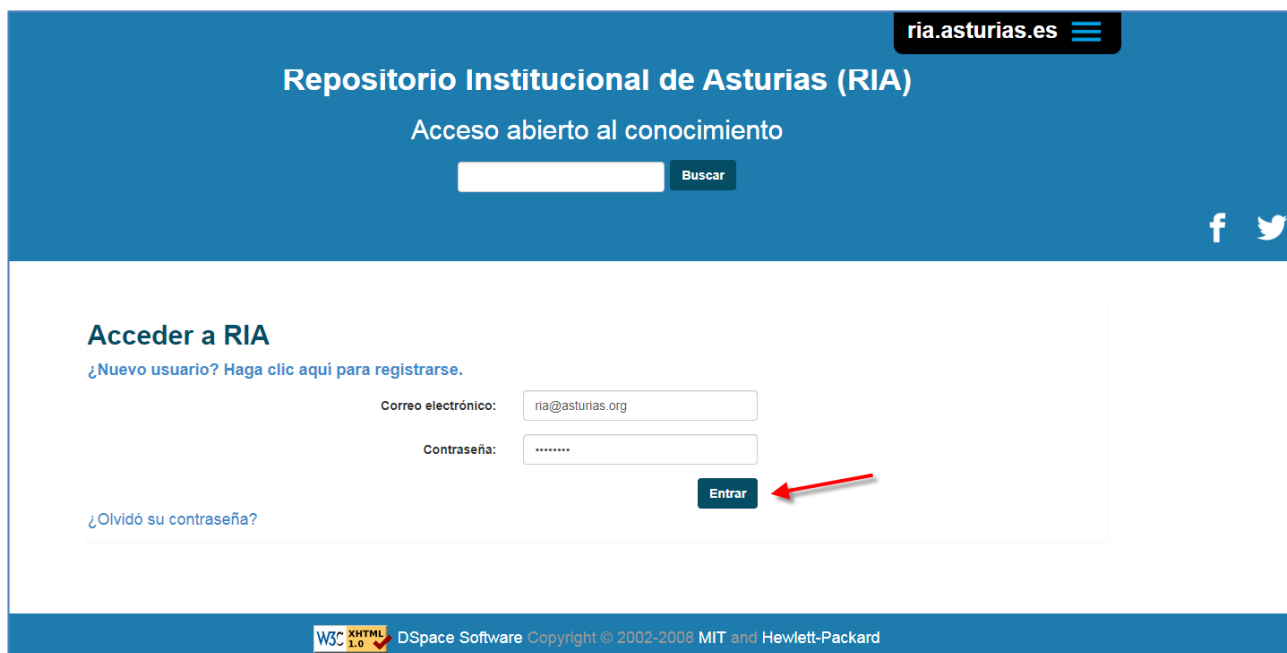 ria.asturias.es
Repositorio Institucional de Asturias (RIA)
Acceso abierto al conocimiento
Buscar
Acceder a RIA
¿Nuevo usuario? Haga clic aquí para registrarse.
Correo electrónico: ria@asturias.org
Contraseña: ••••••••
Entrar
¿Olvidó su contraseña?
W3C XHTML 1.0 DSpace Software Copyright © 2002-2008 MIT and Hewlett-Packard